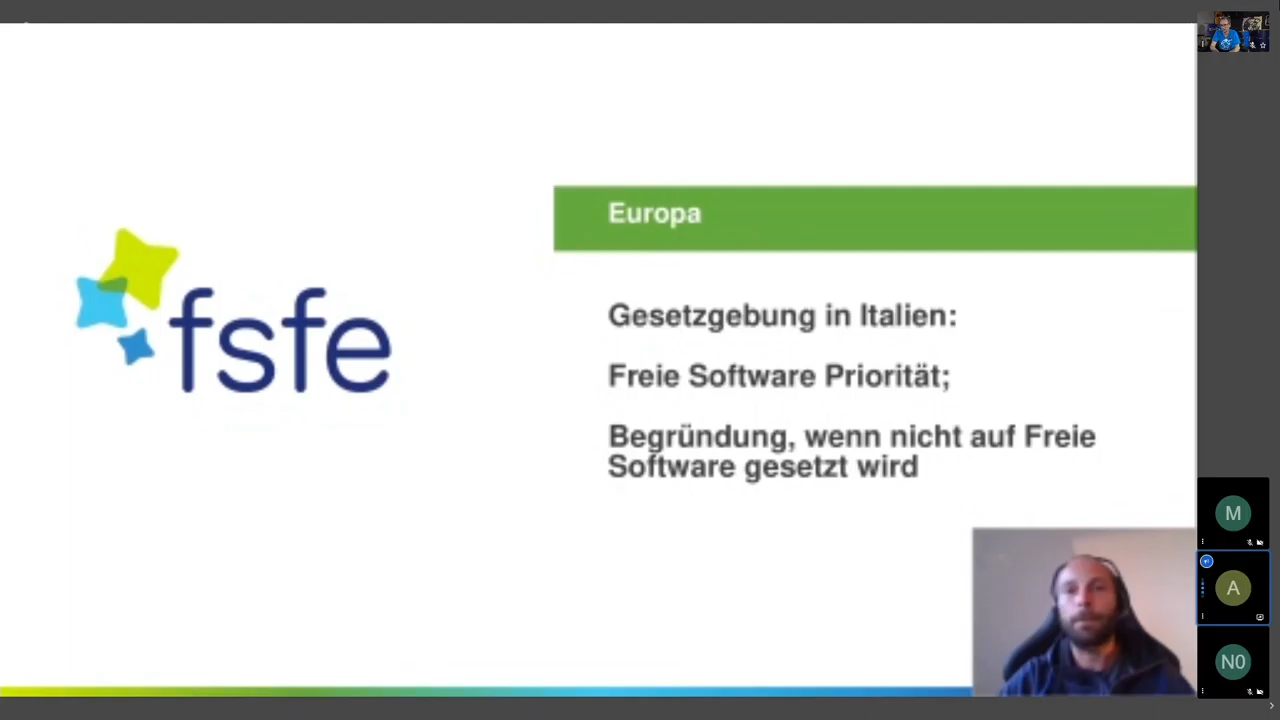 fsfe
Europa
Gesetzgebung in Italien:
Freie Software Priorität;
Begründung, wenn nicht auf Freie
Software gesetzt wird
M
A
N0